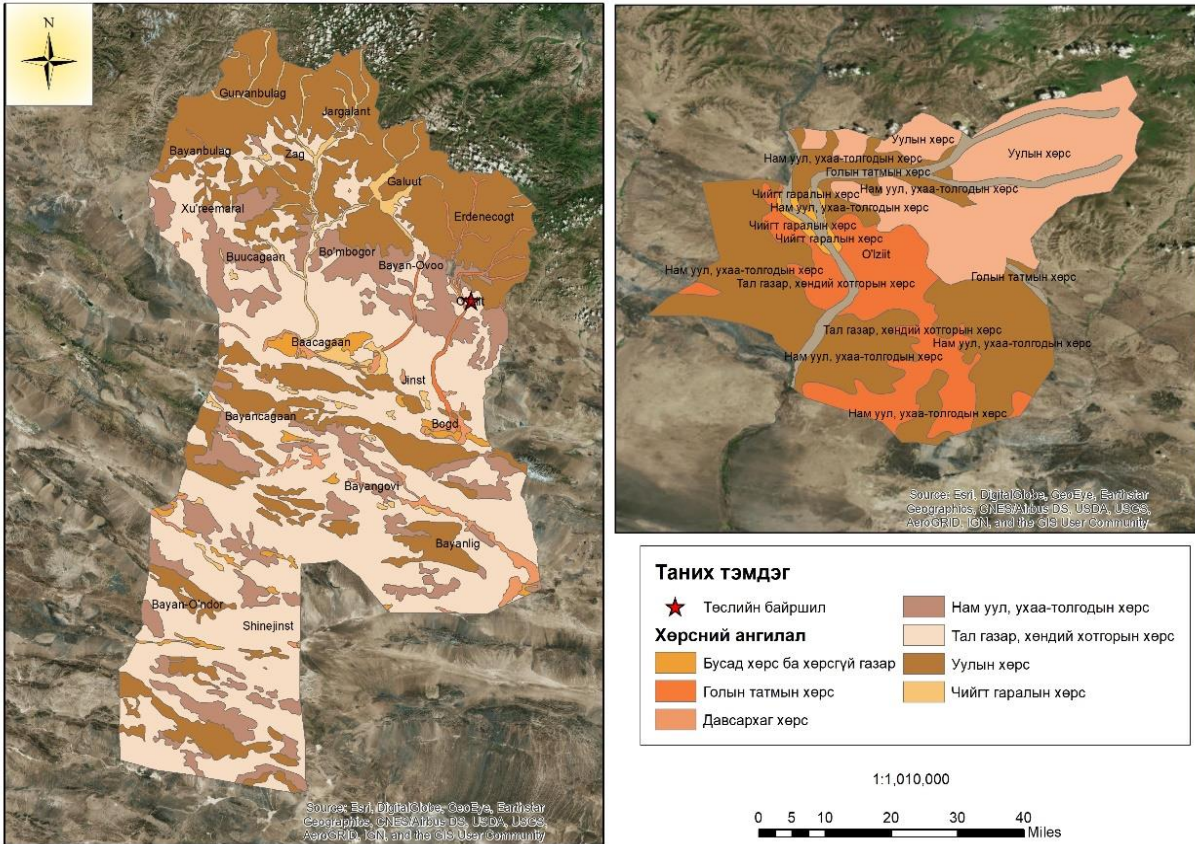 N
Gurvanbulag
Jargalant
Bayanbulag
Zag
Galuut
Xu'reemaral
Erdenecogt
Buucagaan
Bo'mbogor
Bayan-Ovoo
Baacagaan
Jinst
Bayancagaan
Bogd
Bayangovi
Bayanlig
Bayan-O'ndor
Shinejinst
Source: Esri, DigitalGlobe, GeoEye, Earthstar
Geographics, CNES/Airbus DS, USDA, USGS,
AeroGRID, IGN, and the GIS User Community
Уулын хөрс
Уулын хөрс
Нам уул, ухаа-толгодын хөрс
Голын татмын хөрс
Нам уул, ухаа-толгодын хөрс
Чийгт гаралын хөрс
Нам уул, ухаа-толгодын хөрс
Чийгт гаралын хөрс
Чийгт гаралын хөрс
O'lziit
Нам уул, ухаа-толгодын хөрс
Голын татмын хөрс
Тал газар, хөндий хотгорын хөрс
Тал газар, хөндий хотгорын хөрс
Нам уул, ухаа-толгодын хөрс
Нам уул, ухаа-толгодын хөрс
Нам уул, ухаа-толгодын хөрс
Source: Esri, DigitalGlobe, GeoEye, Earthstar
Geographics, CNES/Airbus DS, USDA, USGS,
AeroGRID, IGN, and the GIS User Community
Таних тэмдэг
Төслийн байршил
Хөрсний ангилал
Бусад хөрс ба хөрсгүй газар
Голын татмын хөрс
Давсархаг хөрс
Нам уул, ухаа-толгодын хөрс
Тал газар, хөндий хотгорын хөрс
Уулын хөрс
Чийгт гаралын хөрс
1:1,010,000
0 5 10 20 30 40
Miles